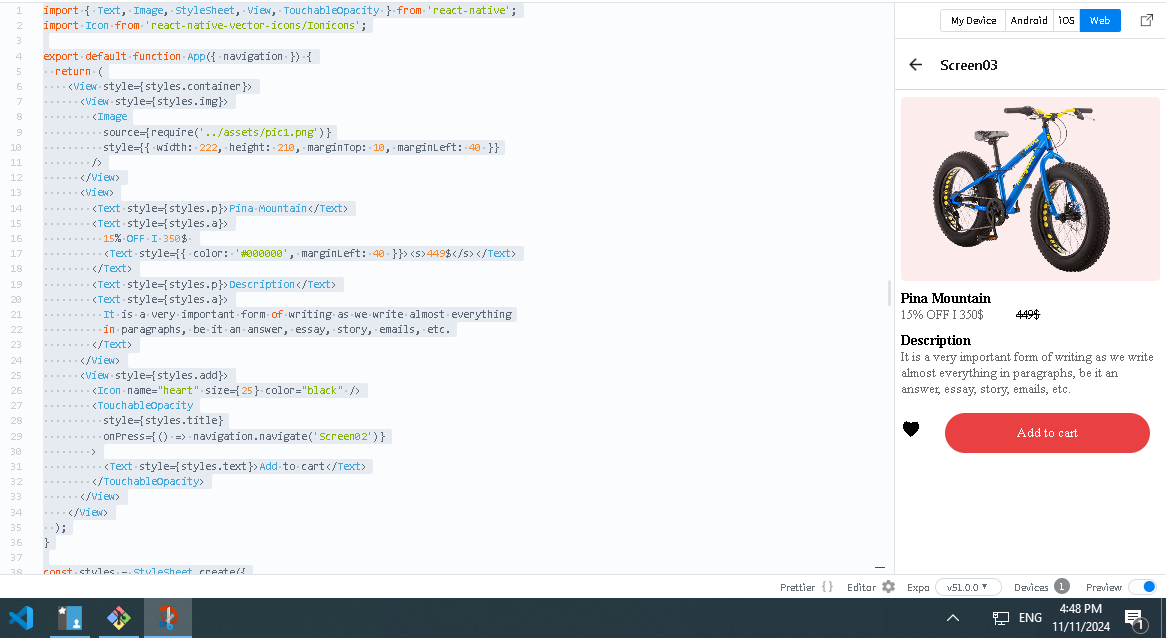 1 import { Text, Image, StyleSheet, View, TouchableOpacity } from 'react-native';
2 import Icon from 'react-native-vector-icons/Ionicons';
3
4 export default function App({ navigation }) {
5 return (
6 <View style={styles.container}>
7 <View style={styles.img}>
8 <Image
9 source={require('../assets/pic1.png')}
10 style={{ width: 222, height: 210, marginTop: 10, marginLeft: 40 }}
11 />
12 </View>
13 <View>
14 <Text style={styles.p}>Pina Mountain</Text>
15 <Text style={styles.a}>
16 15% OFF I 350$
17 <Text style={{ color: '#000000', marginLeft: 40 }}><s>449$</s></Text>
18 </Text>
19 <Text style={styles.p}>Description</Text>
20 <Text style={styles.a}>
21 It is a very important form of writing as we write almost everything
22 in paragraphs, be it an answer, essay, story, emails, etc.
23 </Text>
24 </View>
25 <View style={styles.add}>
26 <Icon name="heart" size={25} color="black" />
27 <TouchableOpacity
28 style={styles.title}
29 onPress={() => navigation.navigate('Screen02')}
30 >
31 <Text style={styles.text}>Add to cart</Text>
32 </TouchableOpacity>
33 </View>
34 </View>
35 );
36 }
37
38 const styles = StyleSheet.create({
My Device Android iOS Web
Screen03
Pina Mountain
15% OFF I 350$ 449$
Description
It is a very important form of writing as we write
almost everything in paragraphs, be it an
answer, essay, story, emails, etc.
Add to cart
Prettier {} Editor Expo v51.0.0 Devices 1 Preview
ENG 4:48 PM
11/11/2024 1